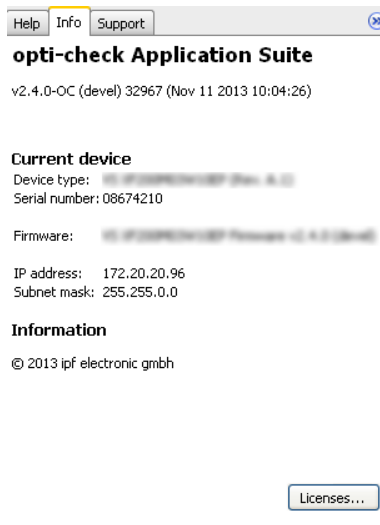 Help Info Support
opti-check Application Suite
v2.4.0-OC (devel) 32967 (Nov 11 2013 10:04:26)
Current device
Device type:
Serial number: 08674210
Firmware:
IP address: 172.20.20.96
Subnet mask: 255.255.0.0
Information
© 2013 ipf electronic gmbh
Licenses...